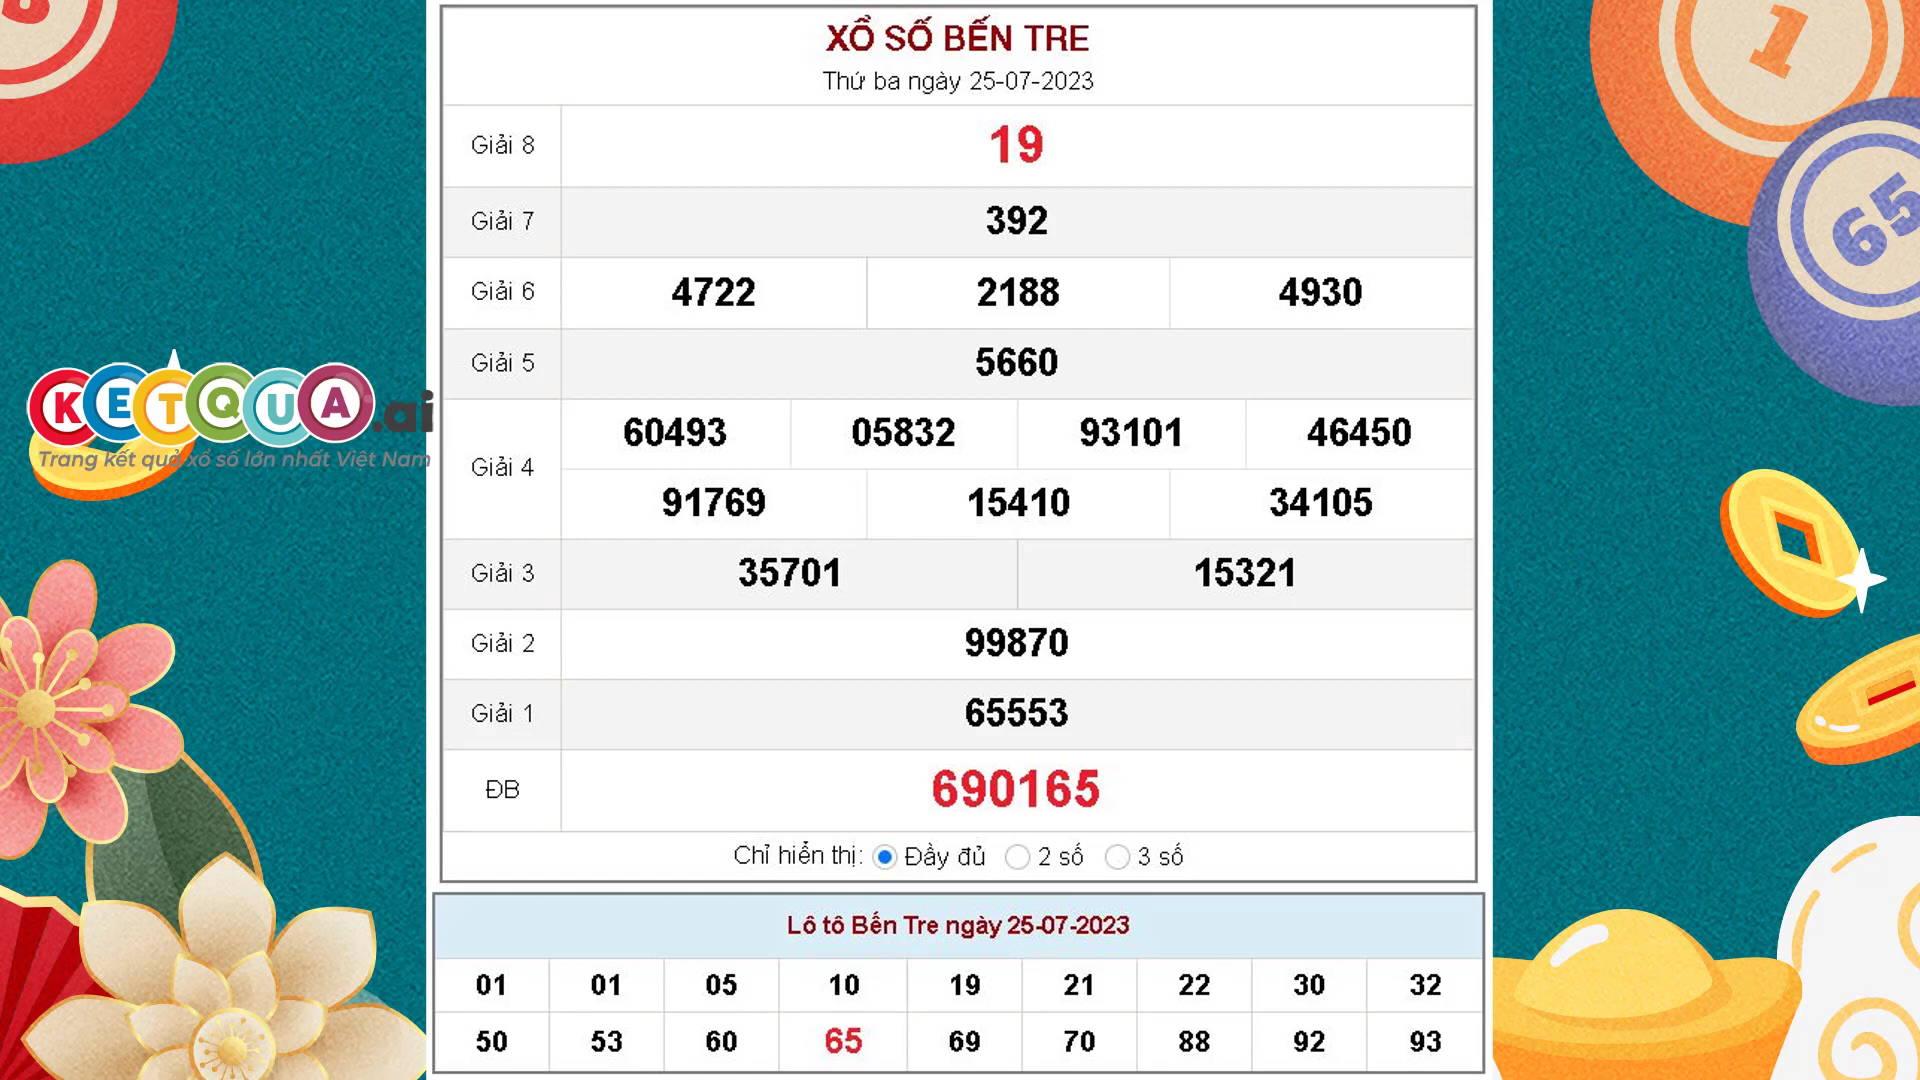 XỔ SỐ BẾN TRE
Thứ ba ngày 25-07-2023
Giải 8 19
Giải 7 392
Giải 6 4722 2188 4930
Giải 5 5660
Giải 4 60493 05832 93101 46450
91769 15410 34105
Giải 3 35701 15321
Giải 2 99870
Giải 1 65553
ĐB 690165
Chỉ hiển thị: Đầy đủ 2 số 3 số
Lô tô Bến Tre ngày 25-07-2023
01 01 05 10 19 21 22 30 32
50 53 60 65 69 70 88 92 93
KETQUA.ai
Trang kết quả xổ số lớn nhất Việt Nam
1
65